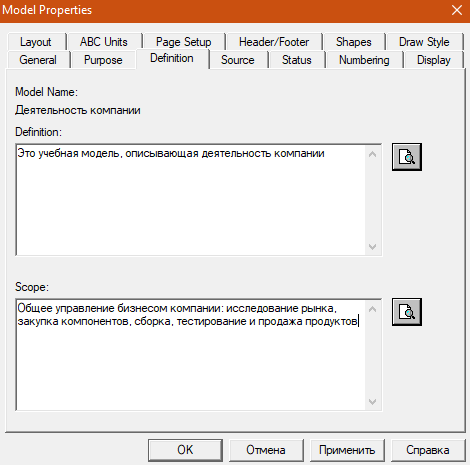 Model Properties
Layout ABC Units Page Setup Header/Footer Shapes Draw Style
General Purpose Definition Source Status Numbering Display
Model Name:
Деятельность компании
Definition:
Это учебная модель, описывающая деятельность компании
Scope:
Общее управление бизнесом компании: исследование рынка,
закупка компонентов, сборка, тестирование и продажа продуктов
OK Отмена Применить Справка